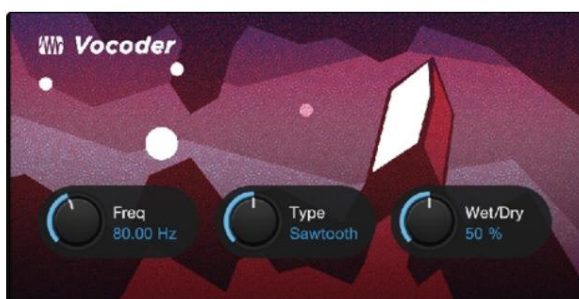 Vocoder
Freq
80.00 Hz
Type
Sawtooth
Wet/Dry
50 %